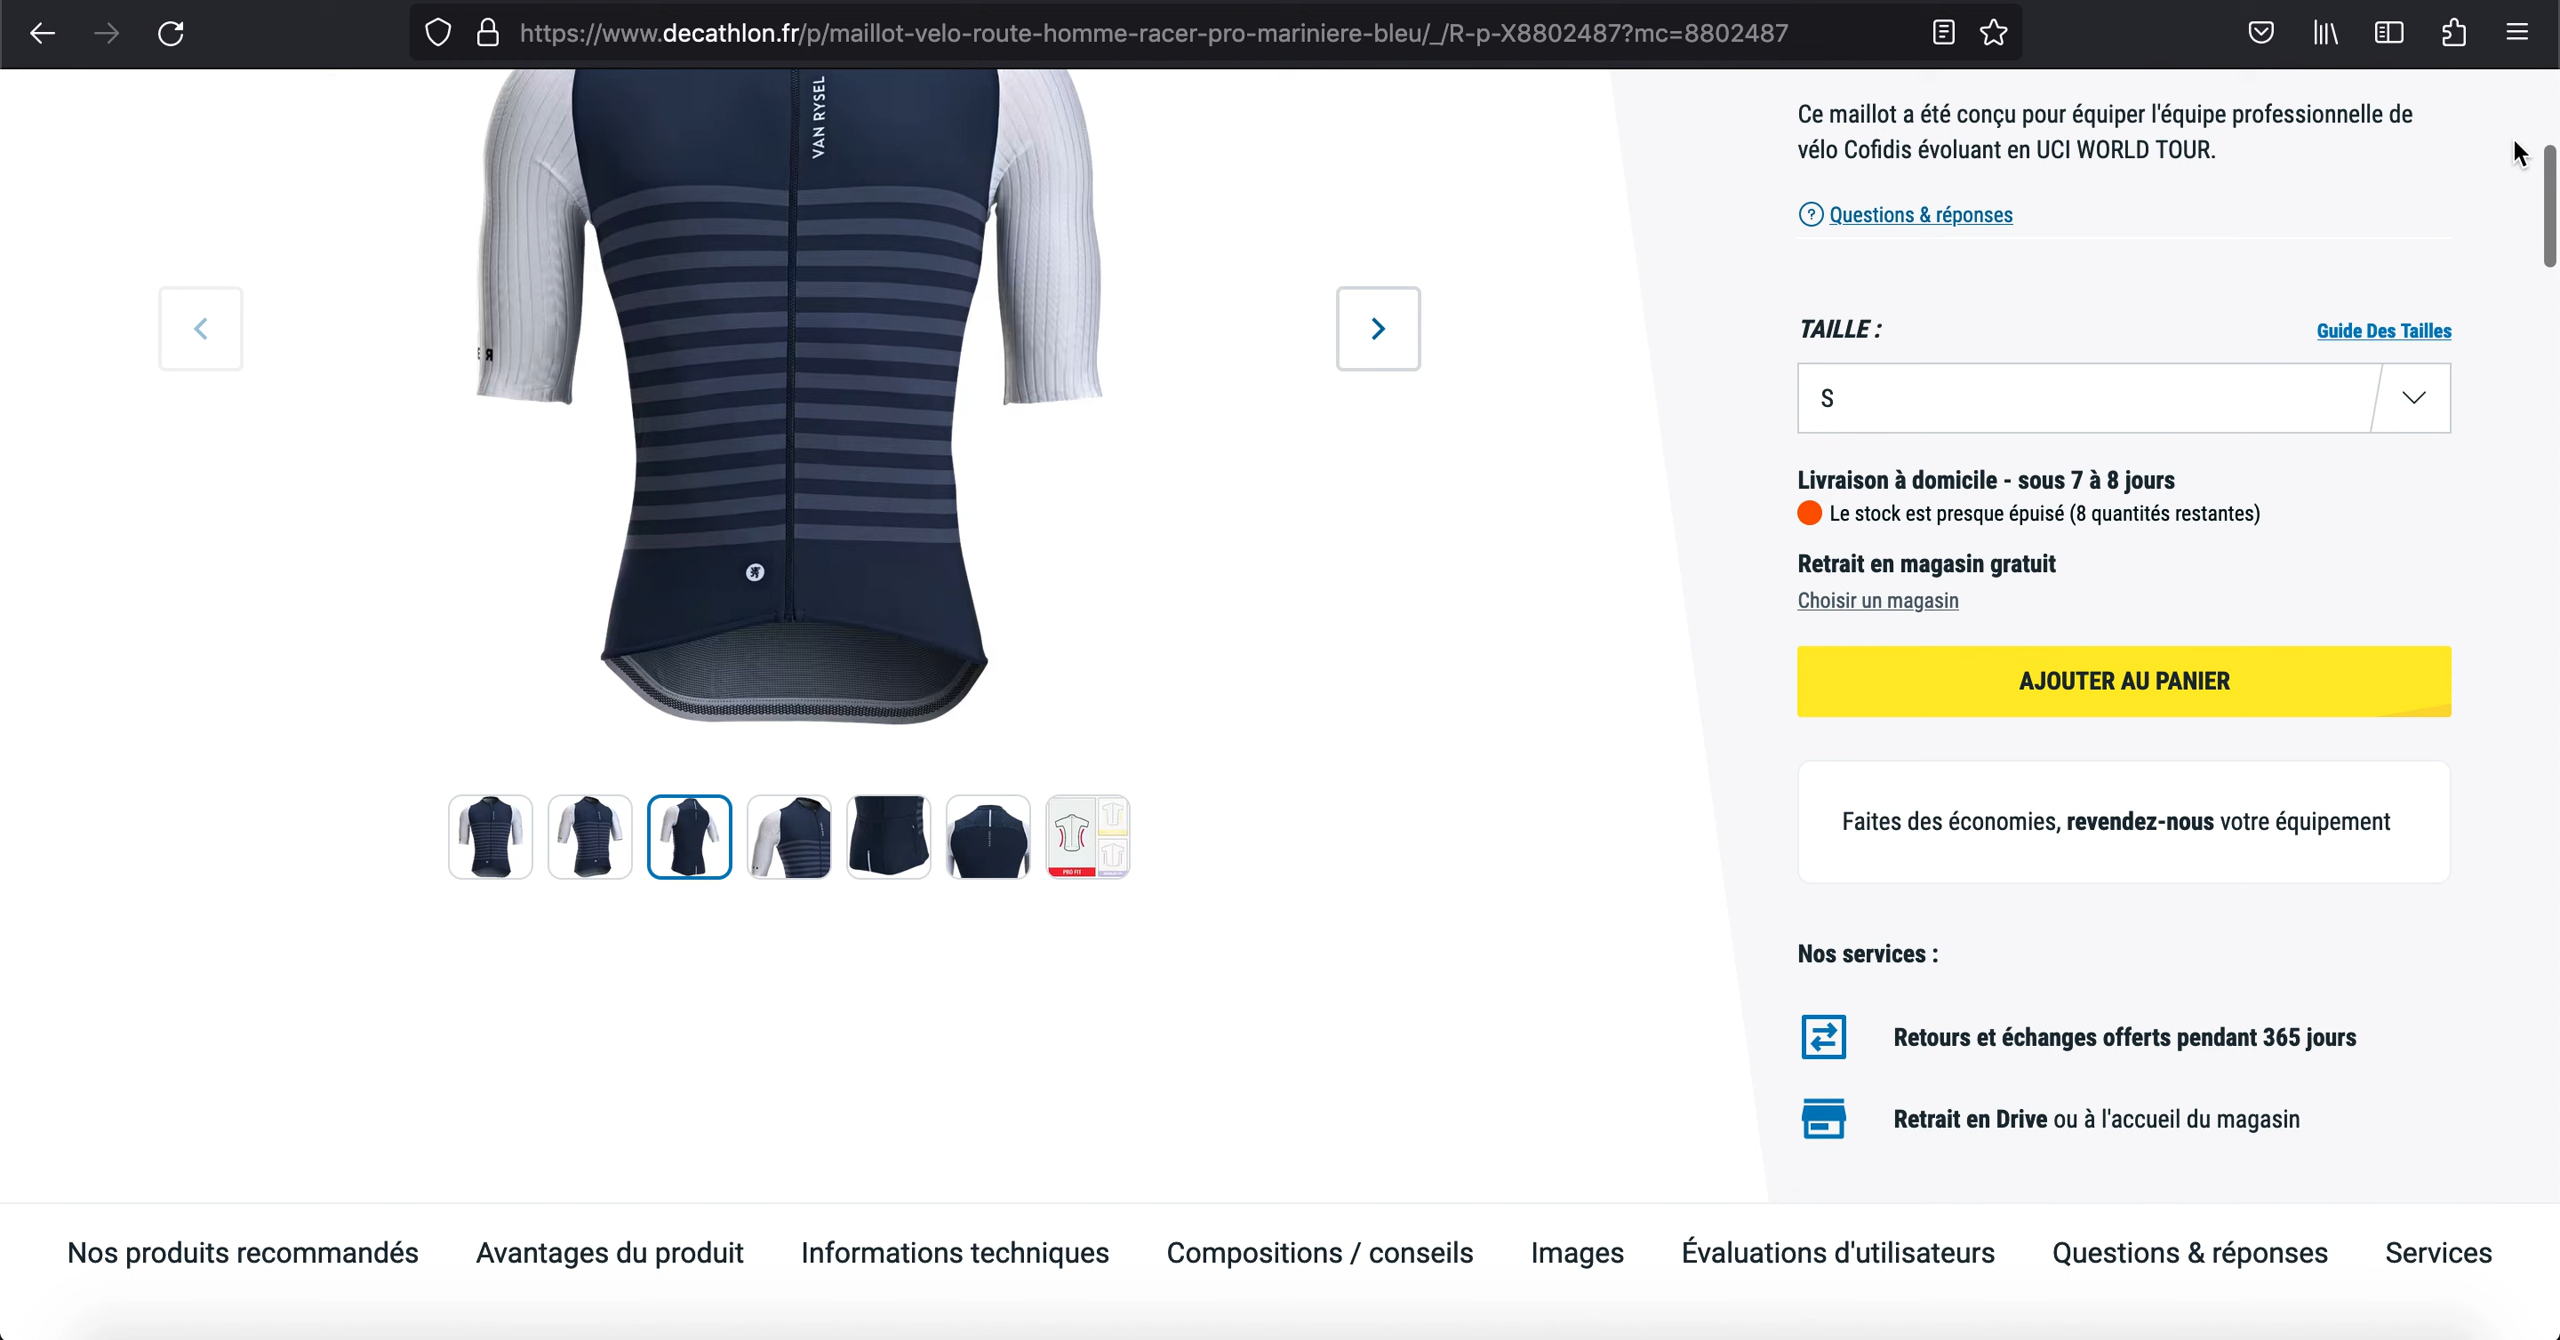 https://www.decathlon.fr/p/maillot-velo-route-homme-racer-pro-mariniere-bleu/_/R-p-X8802487?mc=8802487
VAN RYSEL
Ce maillot a été conçu pour équiper l'équipe professionnelle de
vélo Cofidis évoluant en UCI WORLD TOUR.
Questions & réponses
TAILLE :
Guide Des Tailles
S
Livraison à domicile - sous 7 à 8 jours
Le stock est presque épuisé (8 quantités restantes)
Retrait en magasin gratuit
Choisir un magasin
AJOUTER AU PANIER
Faites des économies, revendez-nous votre équipement
PRO FIT
Nos services :
Retours et échanges offerts pendant 365 jours
Retrait en Drive ou à l'accueil du magasin
Nos produits recommandés
Avantages du produit
Informations techniques
Compositions / conseils
Images
Évaluations d'utilisateurs
Questions & réponses
Services